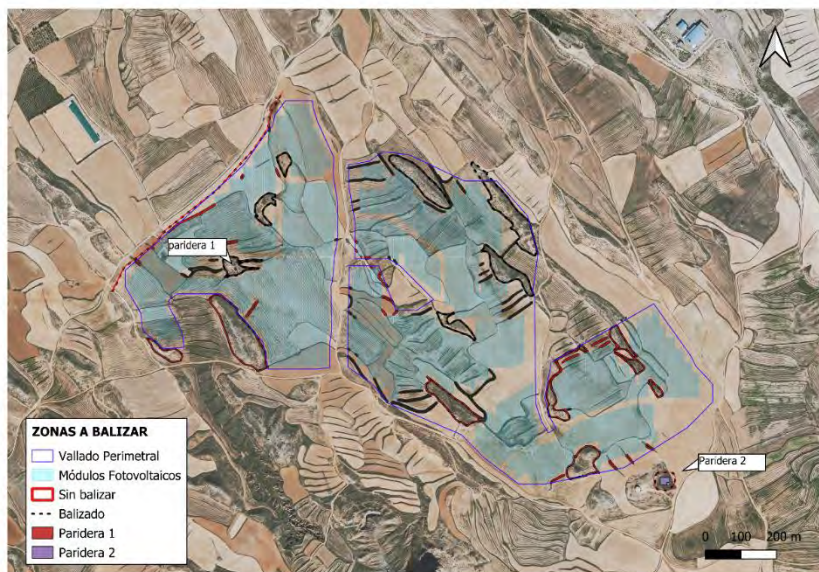 paridera 1
Paridera 2
ZONAS A BALIZAR
Vallado Perimetral
Módulos Fotovoltaicos
Sin balizar
Balizado
Paridera 1
Paridera 2
0 100 200 m